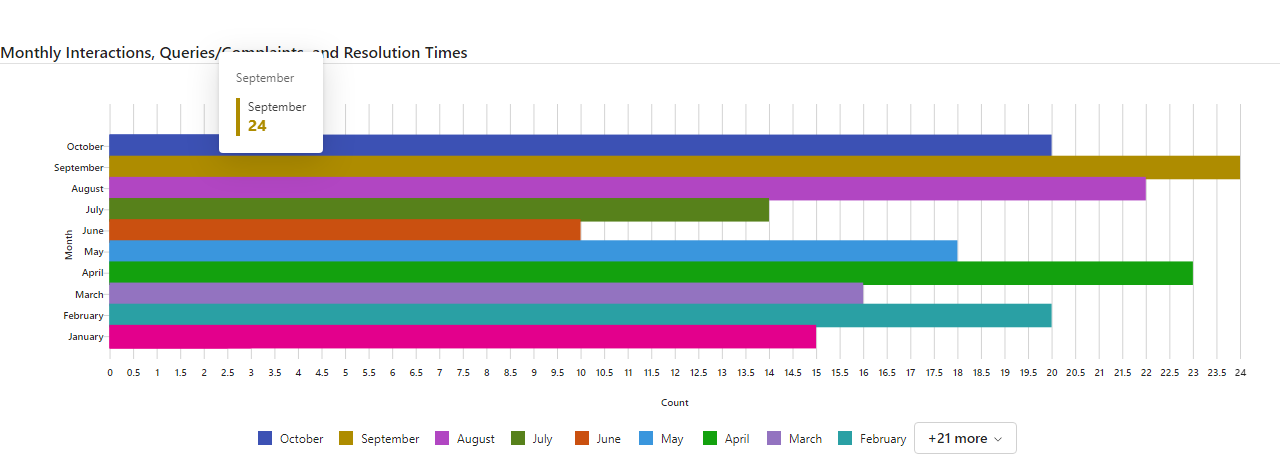 Monthly Interactions, Queries/Complaints, and Resolution Times
September
September
24
October
September
August
July
June
May
April
March
February
January
Month
0 0.5 1 1.5 2 2.5 3 3.5 4 4.5 5 5.5 6 6.5 7 7.5 8 8.5 9 9.5 10 10.5 11 11.5 12 12.5 13 13.5 14 14.5 15 15.5 16 16.5 17 17.5 18 18.5 19 19.5 20 20.5 21 21.5 22 22.5 23 23.5 24
Count
October September August July June May April March February +21 more